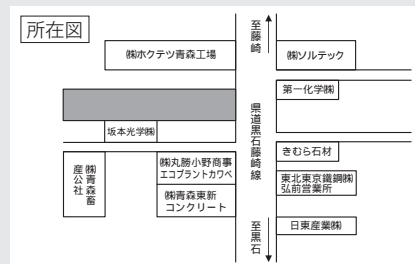 所在図
至藤崎
㈱ホクテツ青森工場
㈱ソルテック
第一化学㈱
県道黒石藤崎線
坂本光学㈱
きむら石材
㈱青森畜
産公社
㈱丸勝小野商事
エコプラントカワベ
東北東京鐵鋼㈱
弘前営業所
㈱青森東新
コンクリート
日東産業㈱
至黒石